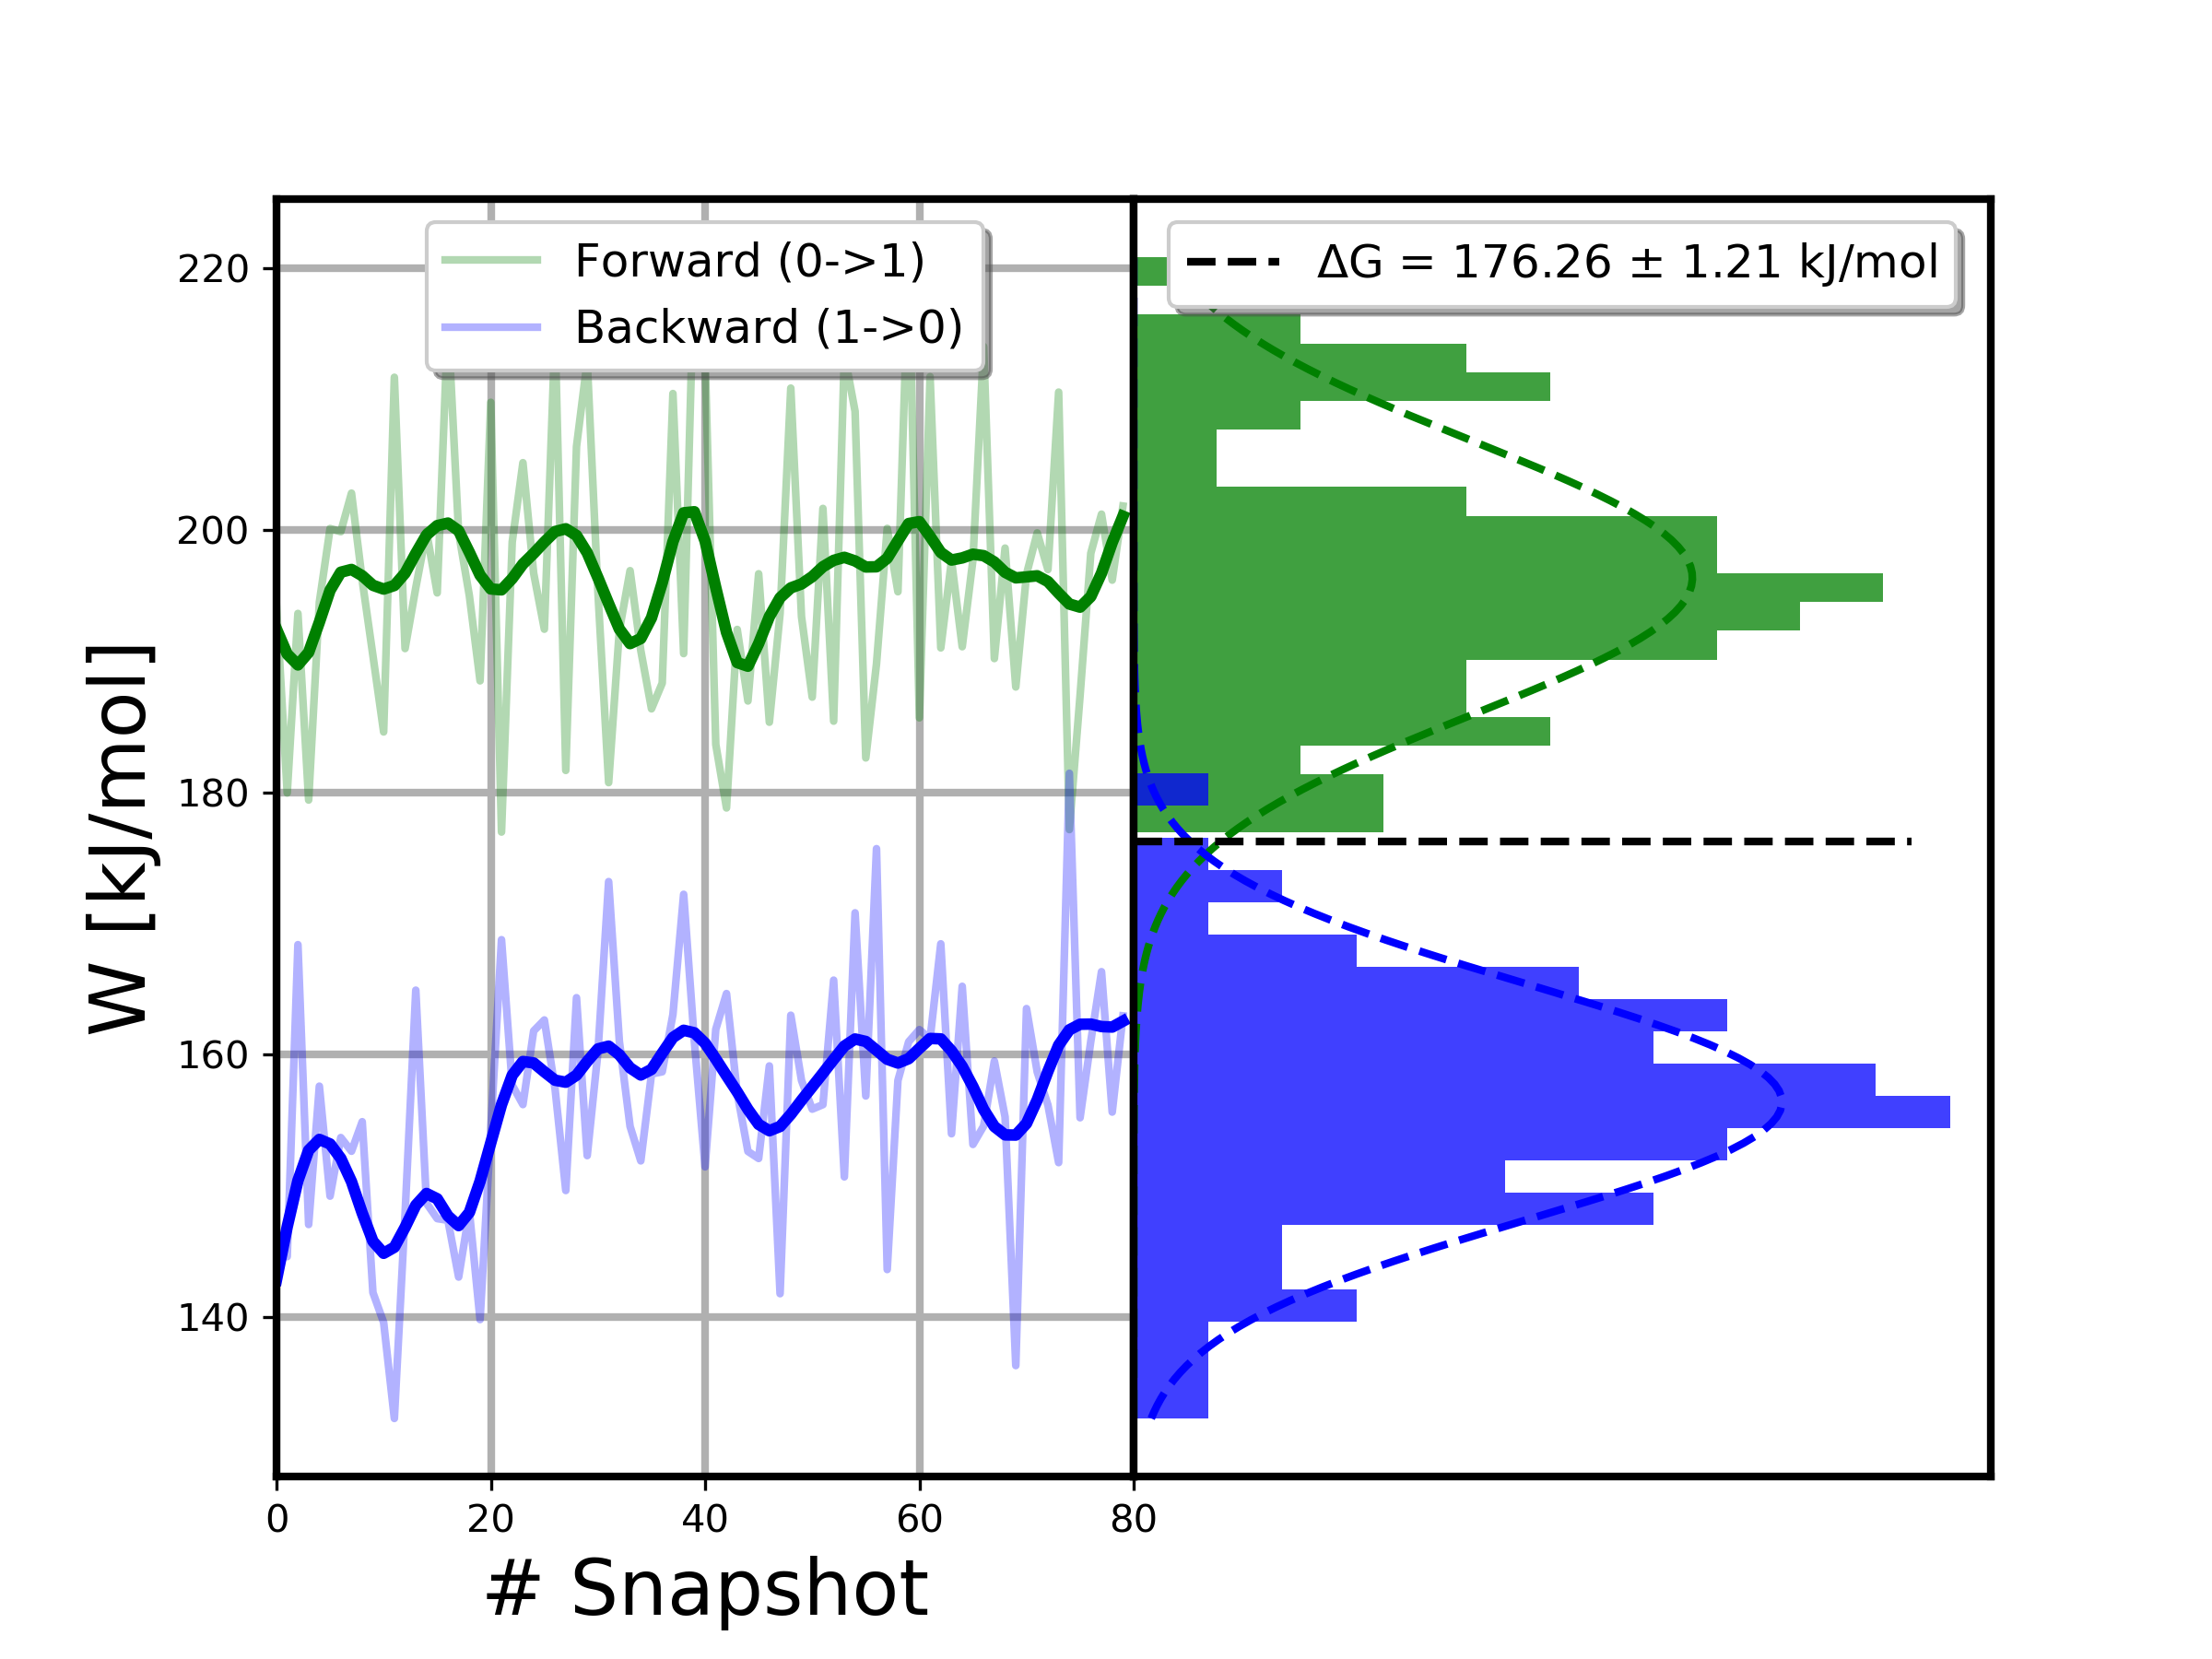 Forward (0->1)
Backward (1->0)
ΔG = 176.26 ± 1.21 kJ/mol
220
200
180
160
140
W [kJ/mol]
0 20 40 60 80
# Snapshot